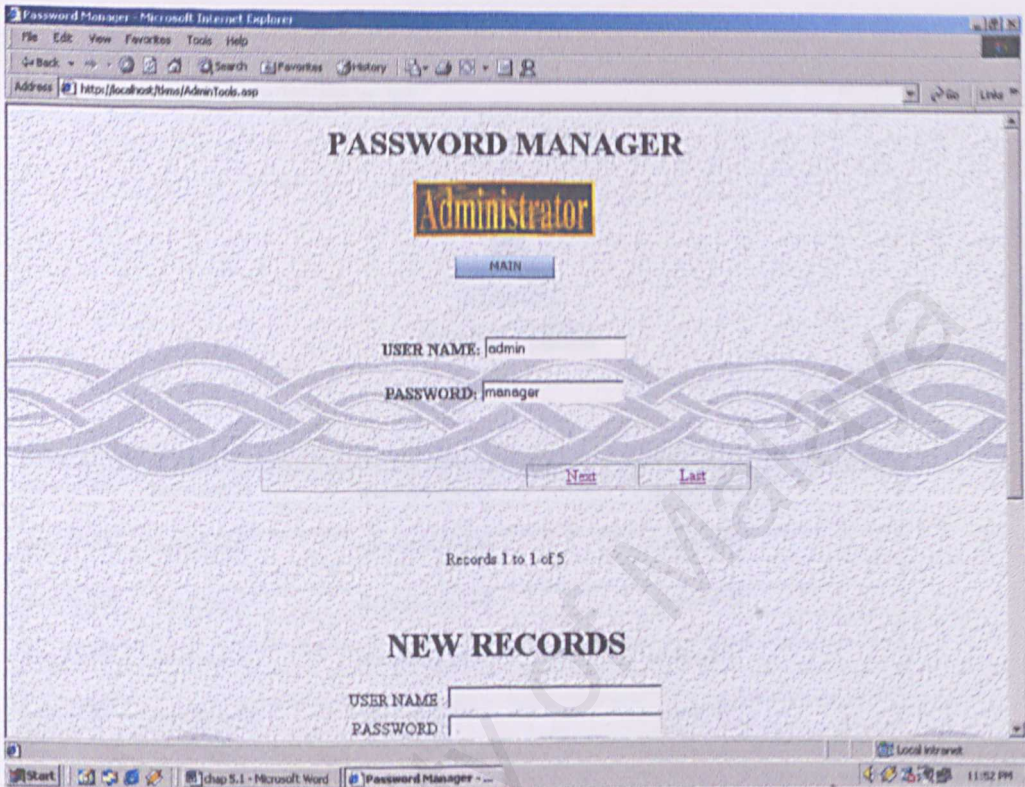 Password Manager - Microsoft Internet Explorer
File Edit View Favorites Tools Help
Back Search Favorites History
Address http://localhost/tkms/AdminTools.asp Go Links »
PASSWORD MANAGER
Administrator
MAIN
USER NAME: admin
PASSWORD: manager
Next Last
Records 1 to 1 of 5
NEW RECORDS
USER NAME :
PASSWORD :
Local intranet
Start chap 5.1 - Microsoft Word Password Manager - ... 11:52 PM
of Malaya